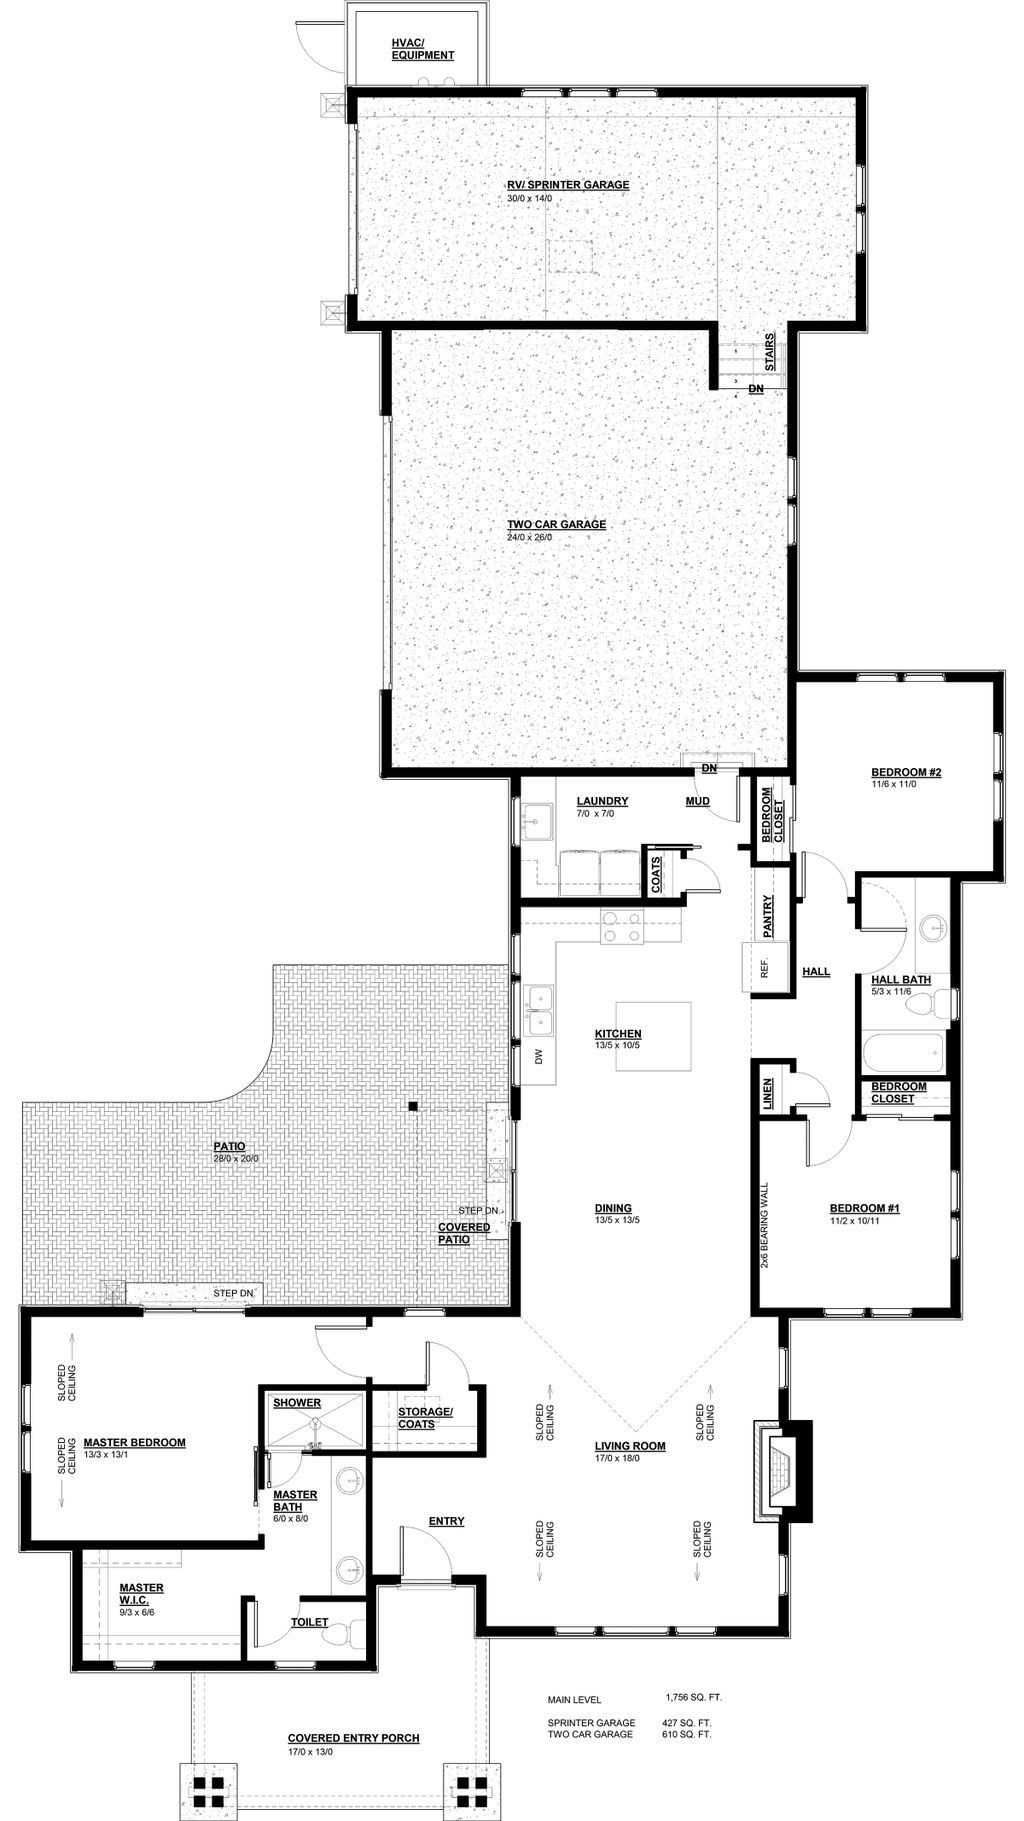 HVAC/
EQUIPMENT
RV/ SPRINTER GARAGE
30/0 x 14/0
STAIRS
1
3
4
DN
TWO CAR GARAGE
24/0 x 26/0
DN
BEDROOM #2
11/6 x 11/0
LAUNDRY
7/0 x 7/0
MUD
BEDROOM
CLOSET
COATS
PANTRY
REF.
HALL
HALL BATH
5/3 x 11/6
KITCHEN
13/5 x 10/5
DW
LINEN
BEDROOM
CLOSET
PATIO
28/0 x 20/0
STEP DN.
COVERED
PATIO
DINING
13/5 x 13/5
2x6 BEARING WALL
BEDROOM #1
11/2 x 10/11
STEP DN.
SLOPED
CEILING
SLOPED
CEILING
MASTER BEDROOM
13/3 x 13/1
SHOWER
STORAGE/
COATS
SLOPED
CEILING
SLOPED
CEILING
LIVING ROOM
17/0 x 18/0
MASTER
BATH
6/0 x 8/0
ENTRY
SLOPED
CEILING
SLOPED
CEILING
MASTER
W.I.C.
9/3 x 6/6
TOILET
MAIN LEVEL 1,756 SQ. FT.
SPRINTER GARAGE 427 SQ. FT.
TWO CAR GARAGE 610 SQ. FT.
COVERED ENTRY PORCH
17/0 x 13/0